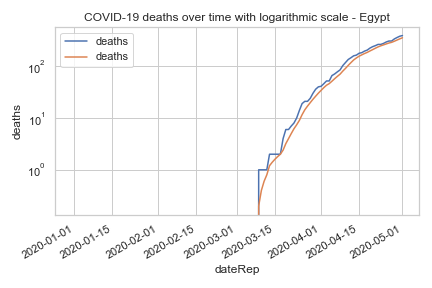 COVID-19 deaths over time with logarithmic scale - Egypt
deaths
deaths
deaths
10²
10¹
10⁰
2020-01-01
2020-01-15
2020-02-01
2020-02-15
2020-03-01
2020-03-15
2020-04-01
2020-04-15
2020-05-01
dateRep